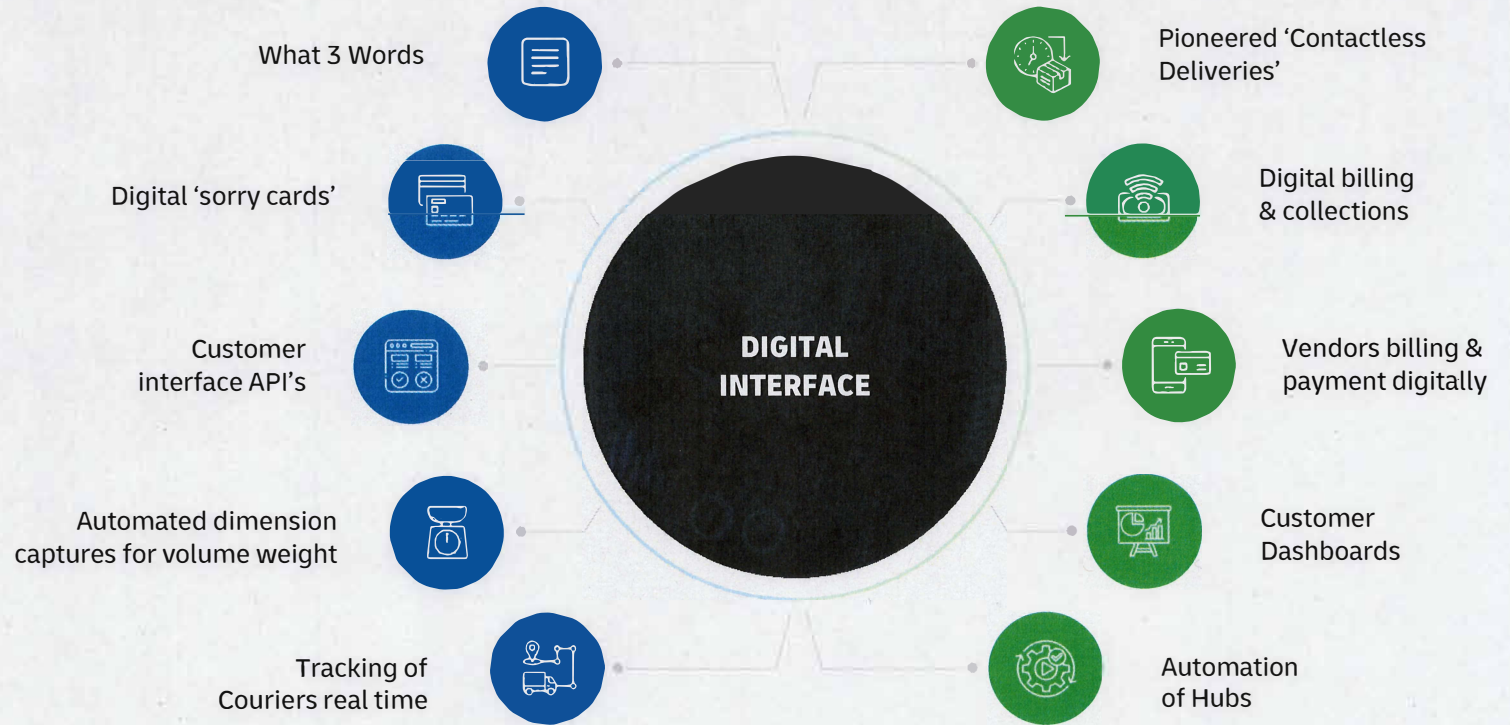 What 3 Words
Digital ‘sorry cards’
Customer
interface API’s
Automated dimension
captures for volume weight
Tracking of
Couriers real time
DIGITAL
INTERFACE
Pioneered ‘Contactless
Deliveries’
Digital billing
& collections
Vendors billing &
payment digitally
Customer
Dashboards
Automation
of Hubs